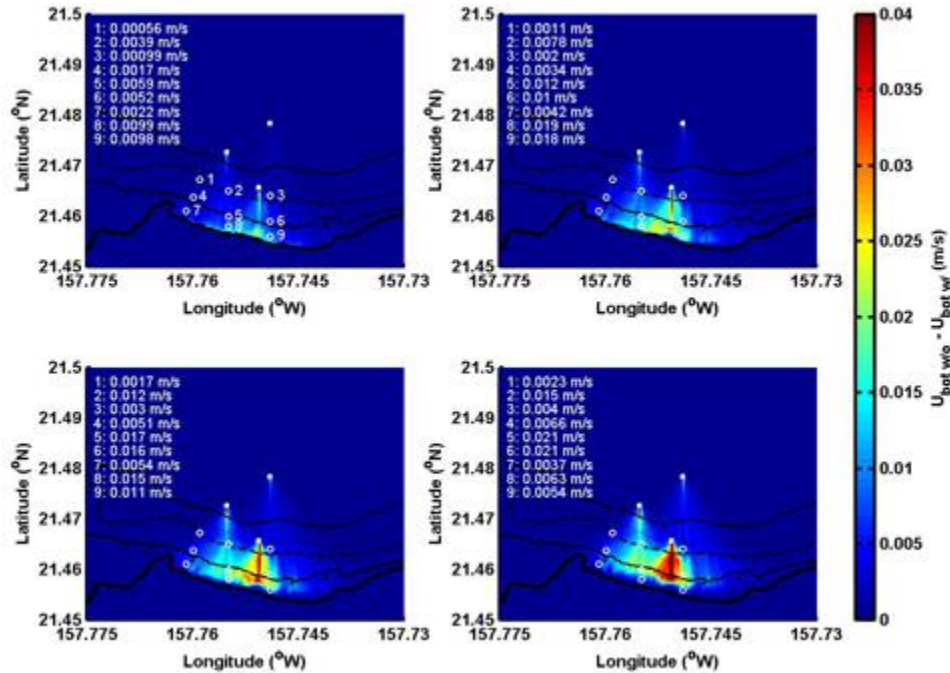 21.5
21.49
21.48
21.47
21.46
21.45
Latitude (°N)
1: 0.00056 m/s
2: 0.0039 m/s
3: 0.00099 m/s
4: 0.0017 m/s
5: 0.0059 m/s
6: 0.0052 m/s
7: 0.0022 m/s
8: 0.0099 m/s
9: 0.0098 m/s
1
2
3
4
5
6
7
8
9
157.775
157.76
157.745
157.73
Longitude (°W)
21.5
21.49
21.48
21.47
21.46
21.45
Latitude (°N)
1: 0.0011 m/s
2: 0.0078 m/s
3: 0.002 m/s
4: 0.0034 m/s
5: 0.012 m/s
6: 0.01 m/s
7: 0.0042 m/s
8: 0.019 m/s
9: 0.018 m/s
157.775
157.76
157.745
157.73
Longitude (°W)
21.5
21.49
21.48
21.47
21.46
21.45
Latitude (°N)
1: 0.0017 m/s
2: 0.012 m/s
3: 0.003 m/s
4: 0.0051 m/s
5: 0.017 m/s
6: 0.016 m/s
7: 0.0054 m/s
8: 0.015 m/s
9: 0.011 m/s
157.775
157.76
157.745
157.73
Longitude (°W)
21.5
21.49
21.48
21.47
21.46
21.45
Latitude (°N)
1: 0.0023 m/s
2: 0.015 m/s
3: 0.004 m/s
4: 0.0066 m/s
5: 0.021 m/s
6: 0.021 m/s
7: 0.0037 m/s
8: 0.0063 m/s
9: 0.0054 m/s
157.775
157.76
157.745
157.73
Longitude (°W)
0.04
0.035
0.03
0.025
0.02
0.015
0.01
0.005
0
U bot w/o - U bot w/ (m/s)